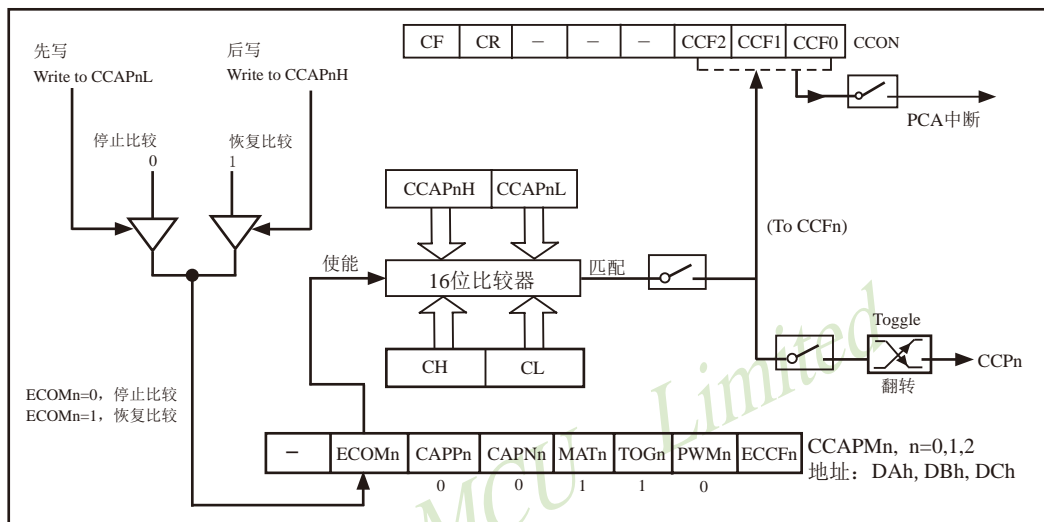 CF CR － － － CCF2 CCF1 CCF0 CCON
先写
Write to CCAPnL
后写
Write to CCAPnH
PCA中断
停止比较
0
恢复比较
1
CCAPnH CCAPnL
(To CCFn)
使能
16位比较器
匹配
Toggle
CCPn
翻转
CH CL
ECOMn=0，停止比较
ECOMn=1，恢复比较
－ ECOMn CAPPn CAPNn MATn TOGn PWMn ECCFn
CCAPMn, n=0,1,2
地址：DAh, DBh, DCh
0 0 1 1 0
MCU Limited